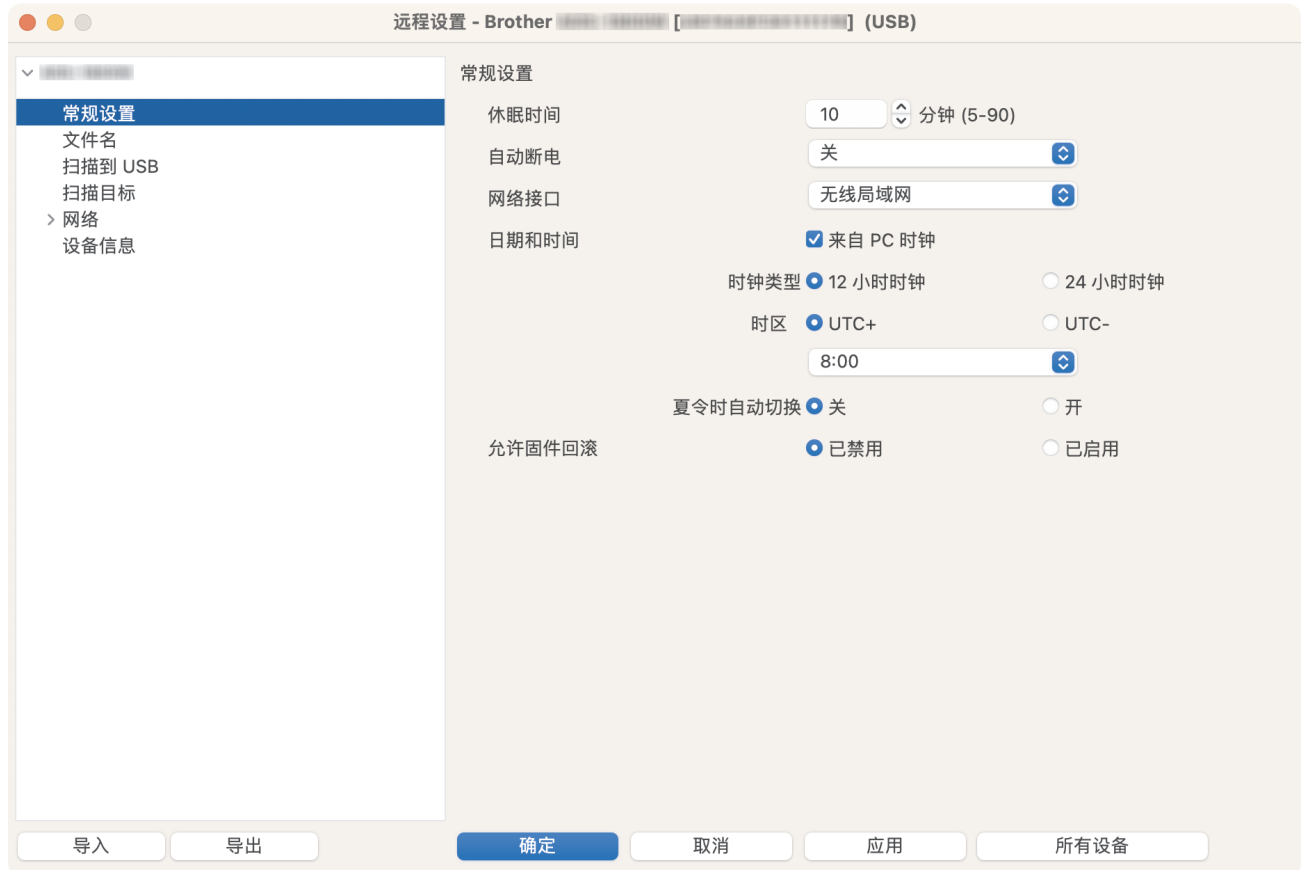 远程设置 - Brother [ ] (USB)
常规设置
文件名
扫描到 USB
扫描目标
网络
设备信息
常规设置
休眠时间 10 分钟 (5-90)
自动断电 关
网络接口 无线局域网
日期和时间 来自 PC 时钟
时钟类型 12 小时时钟 24 小时时钟
时区 UTC+ UTC-
8:00
夏令时自动切换 关 开
允许固件回滚 已禁用 已启用
导入 导出 确定 取消 应用 所有设备